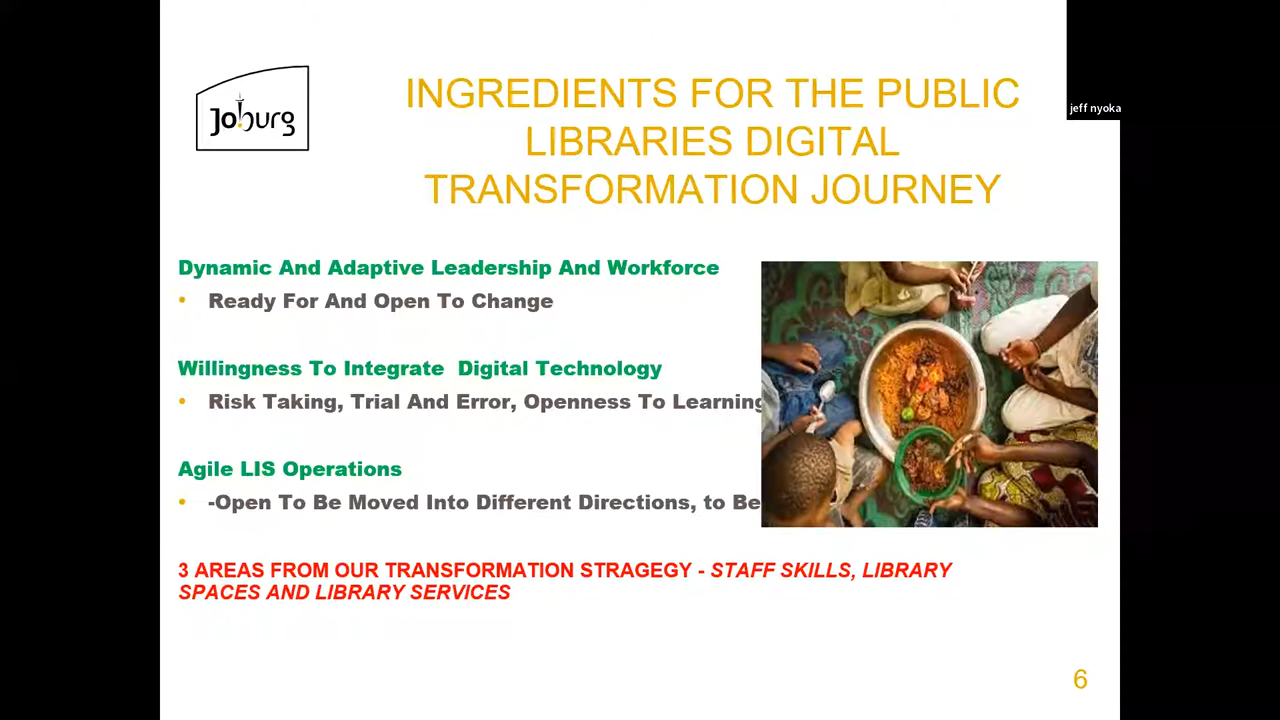 Joburg
INGREDIENTS FOR THE PUBLIC
LIBRARIES DIGITAL
TRANSFORMATION JOURNEY
jeff nyoka
Dynamic And Adaptive Leadership And Workforce
• Ready For And Open To Change
Willingness To Integrate Digital Technology
• Risk Taking, Trial And Error, Openness To Learning
Agile LIS Operations
• -Open To Be Moved Into Different Directions, to Be
3 AREAS FROM OUR TRANSFORMATION STRAGEGY - STAFF SKILLS, LIBRARY
SPACES AND LIBRARY SERVICES
6